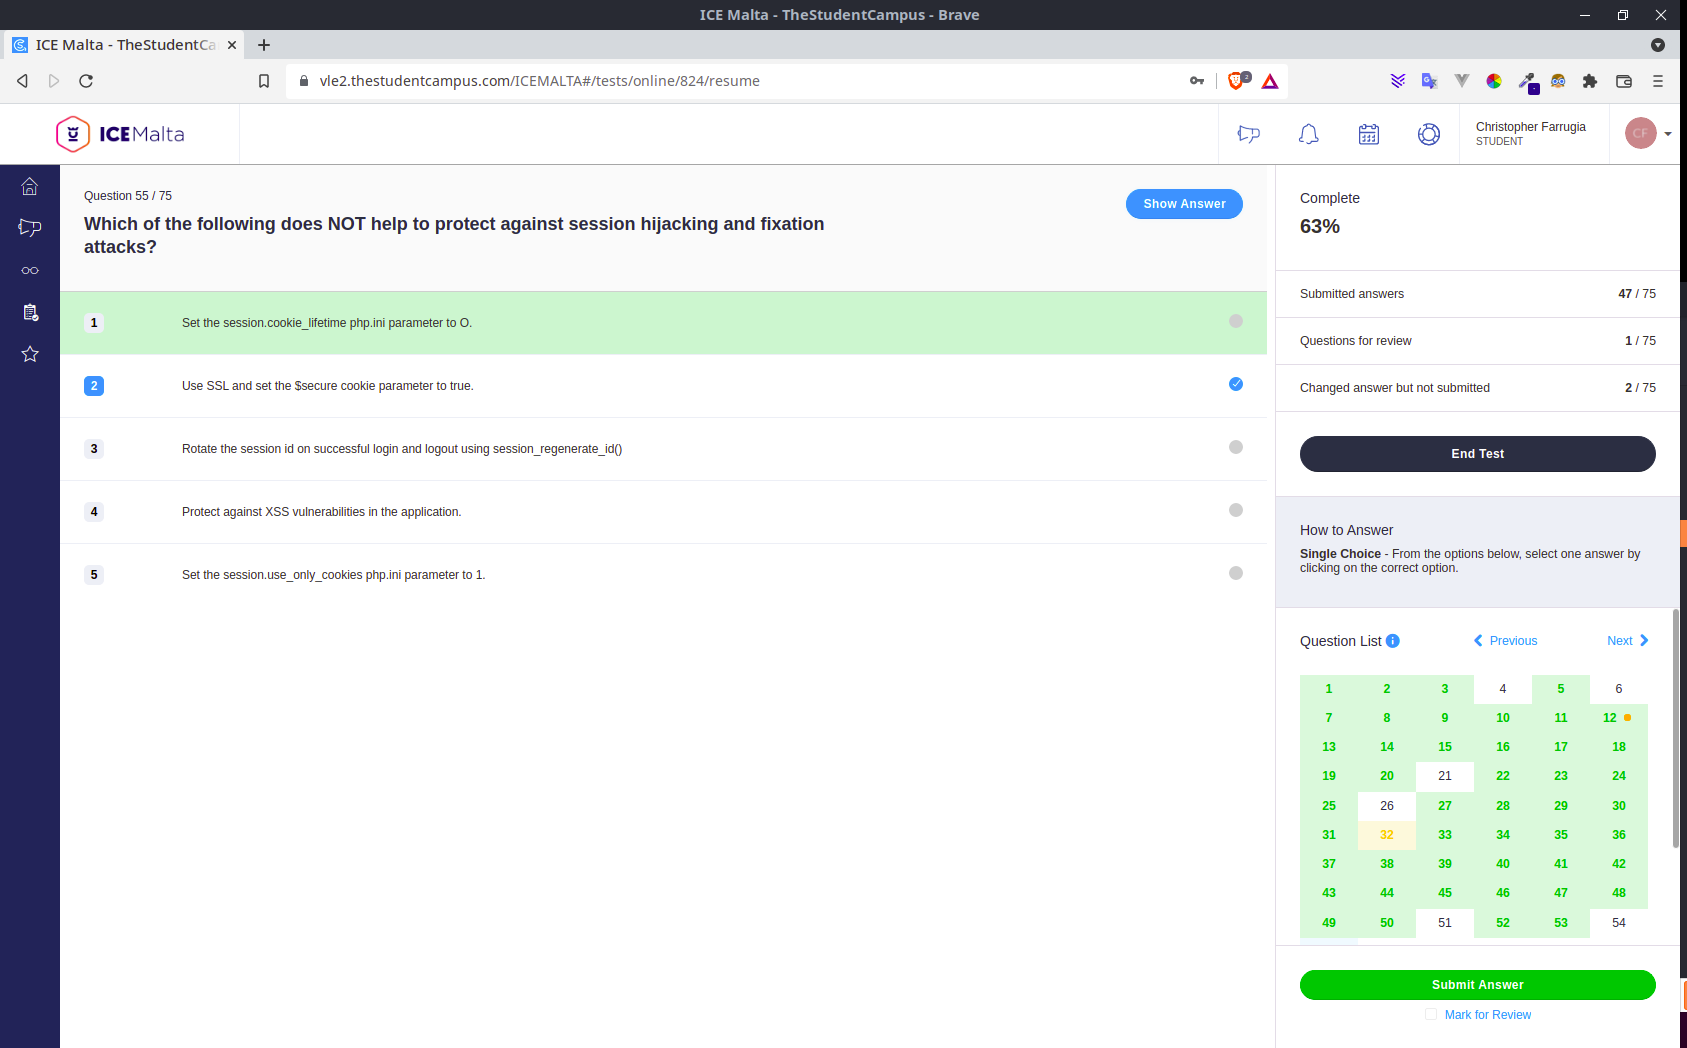 ICE Malta - TheStudentCampus - Brave
ICE Malta - TheStudentCa
vle2.thestudentcampus.com/ICEMALTA#/tests/online/824/resume
2
ICEMalta
Christopher Farrugia
STUDENT
CF
Question 55 / 75
Which of the following does NOT help to protect against session hijacking and fixation
attacks?
Show Answer
1 Set the session.cookie_lifetime php.ini parameter to O.
2 Use SSL and set the $secure cookie parameter to true.
3 Rotate the session id on successful login and logout using session_regenerate_id()
4 Protect against XSS vulnerabilities in the application.
5 Set the session.use_only_cookies php.ini parameter to 1.
Complete
63%
Submitted answers 47 / 75
Questions for review 1 / 75
Changed answer but not submitted 2 / 75
End Test
How to Answer
Single Choice - From the options below, select one answer by
clicking on the correct option.
Question List Previous Next
1 2 3 4 5 6
7 8 9 10 11 12
13 14 15 16 17 18
19 20 21 22 23 24
25 26 27 28 29 30
31 32 33 34 35 36
37 38 39 40 41 42
43 44 45 46 47 48
49 50 51 52 53 54
Submit Answer
Mark for Review